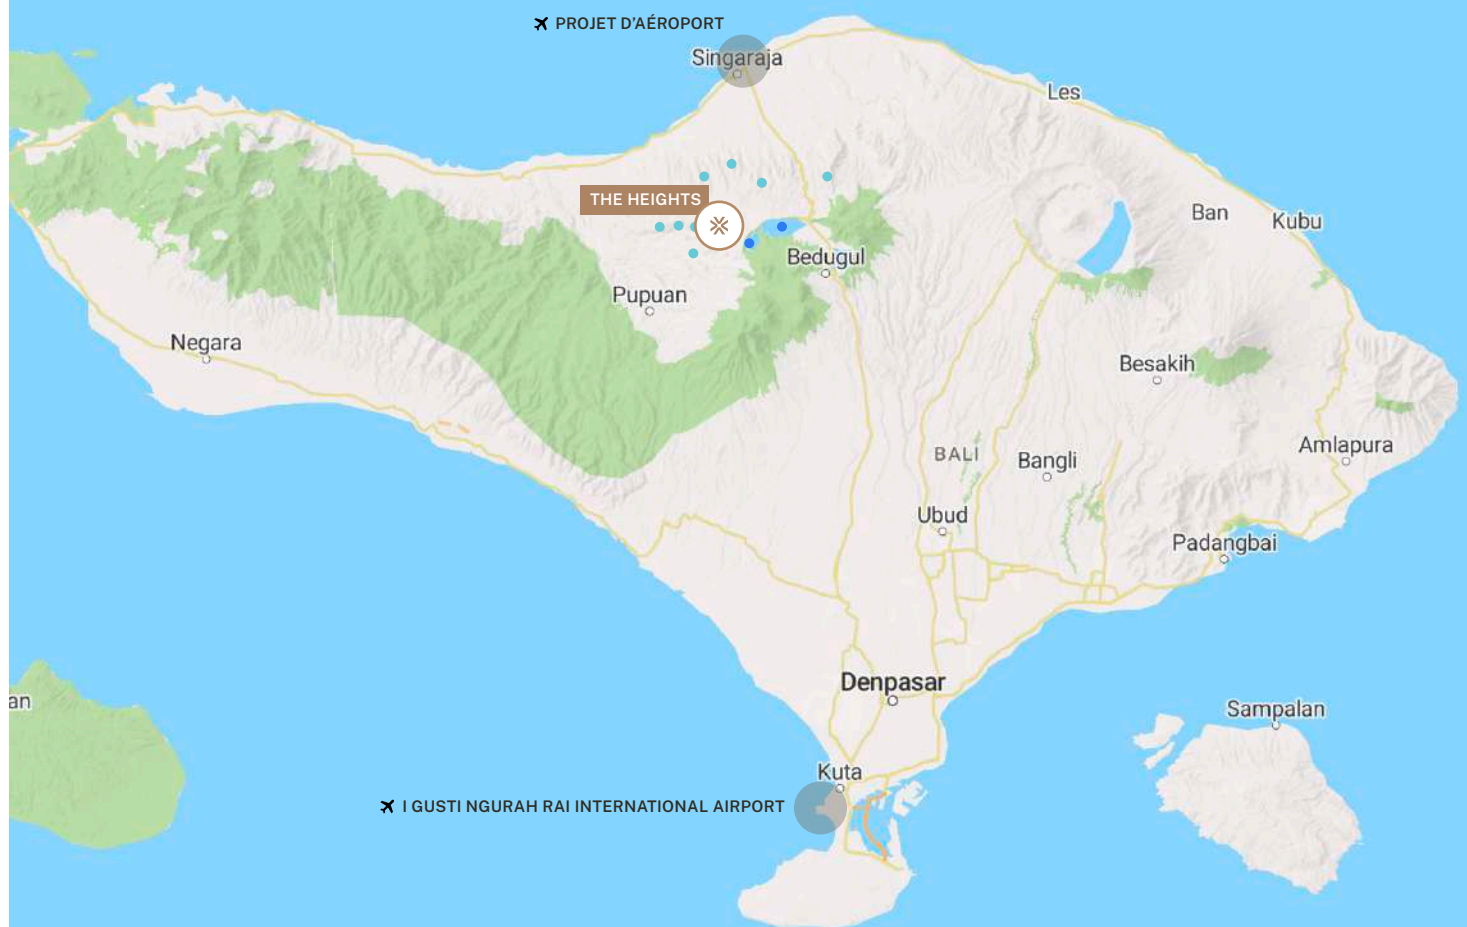 PROJET D'AÉROPORT
Singaraja
Les
THE HEIGHTS
Ban
Kubu
Bedugul
Pupuan
Negara
Besakih
Amlapura
BALI
Bangli
Ubud
Padangbai
Denpasar
an
Sampalan
Kuta
I GUSTI NGURAH RAI INTERNATIONAL AIRPORT